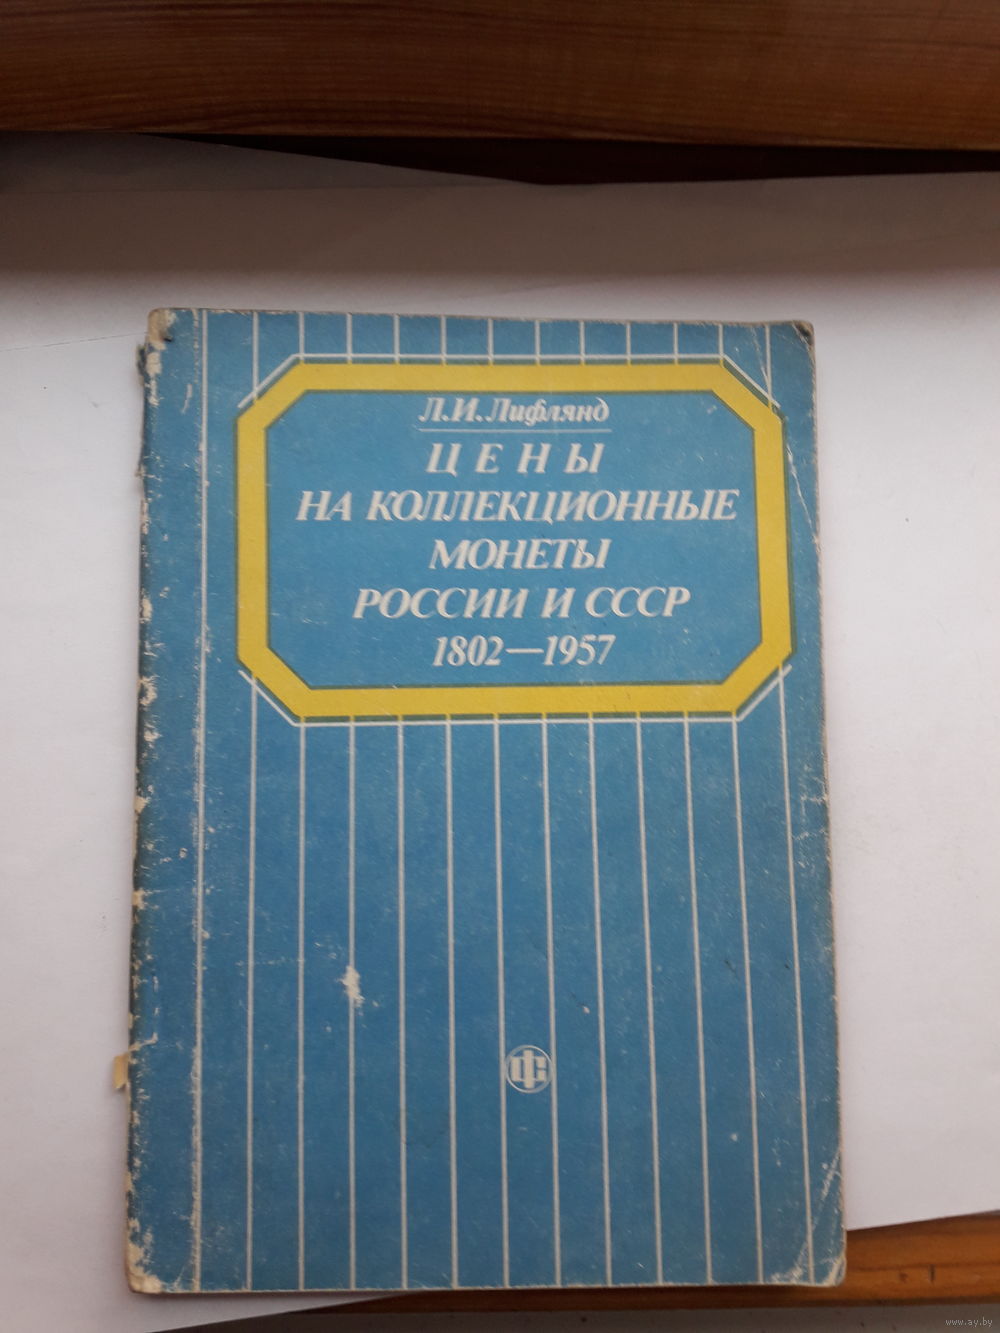 Л.И.Лифлянд
ЦЕНЫ
НА КОЛЛЕКЦИОННЫЕ
МОНЕТЫ
РОССИИ И СССР
1802—1957
www.ay.by